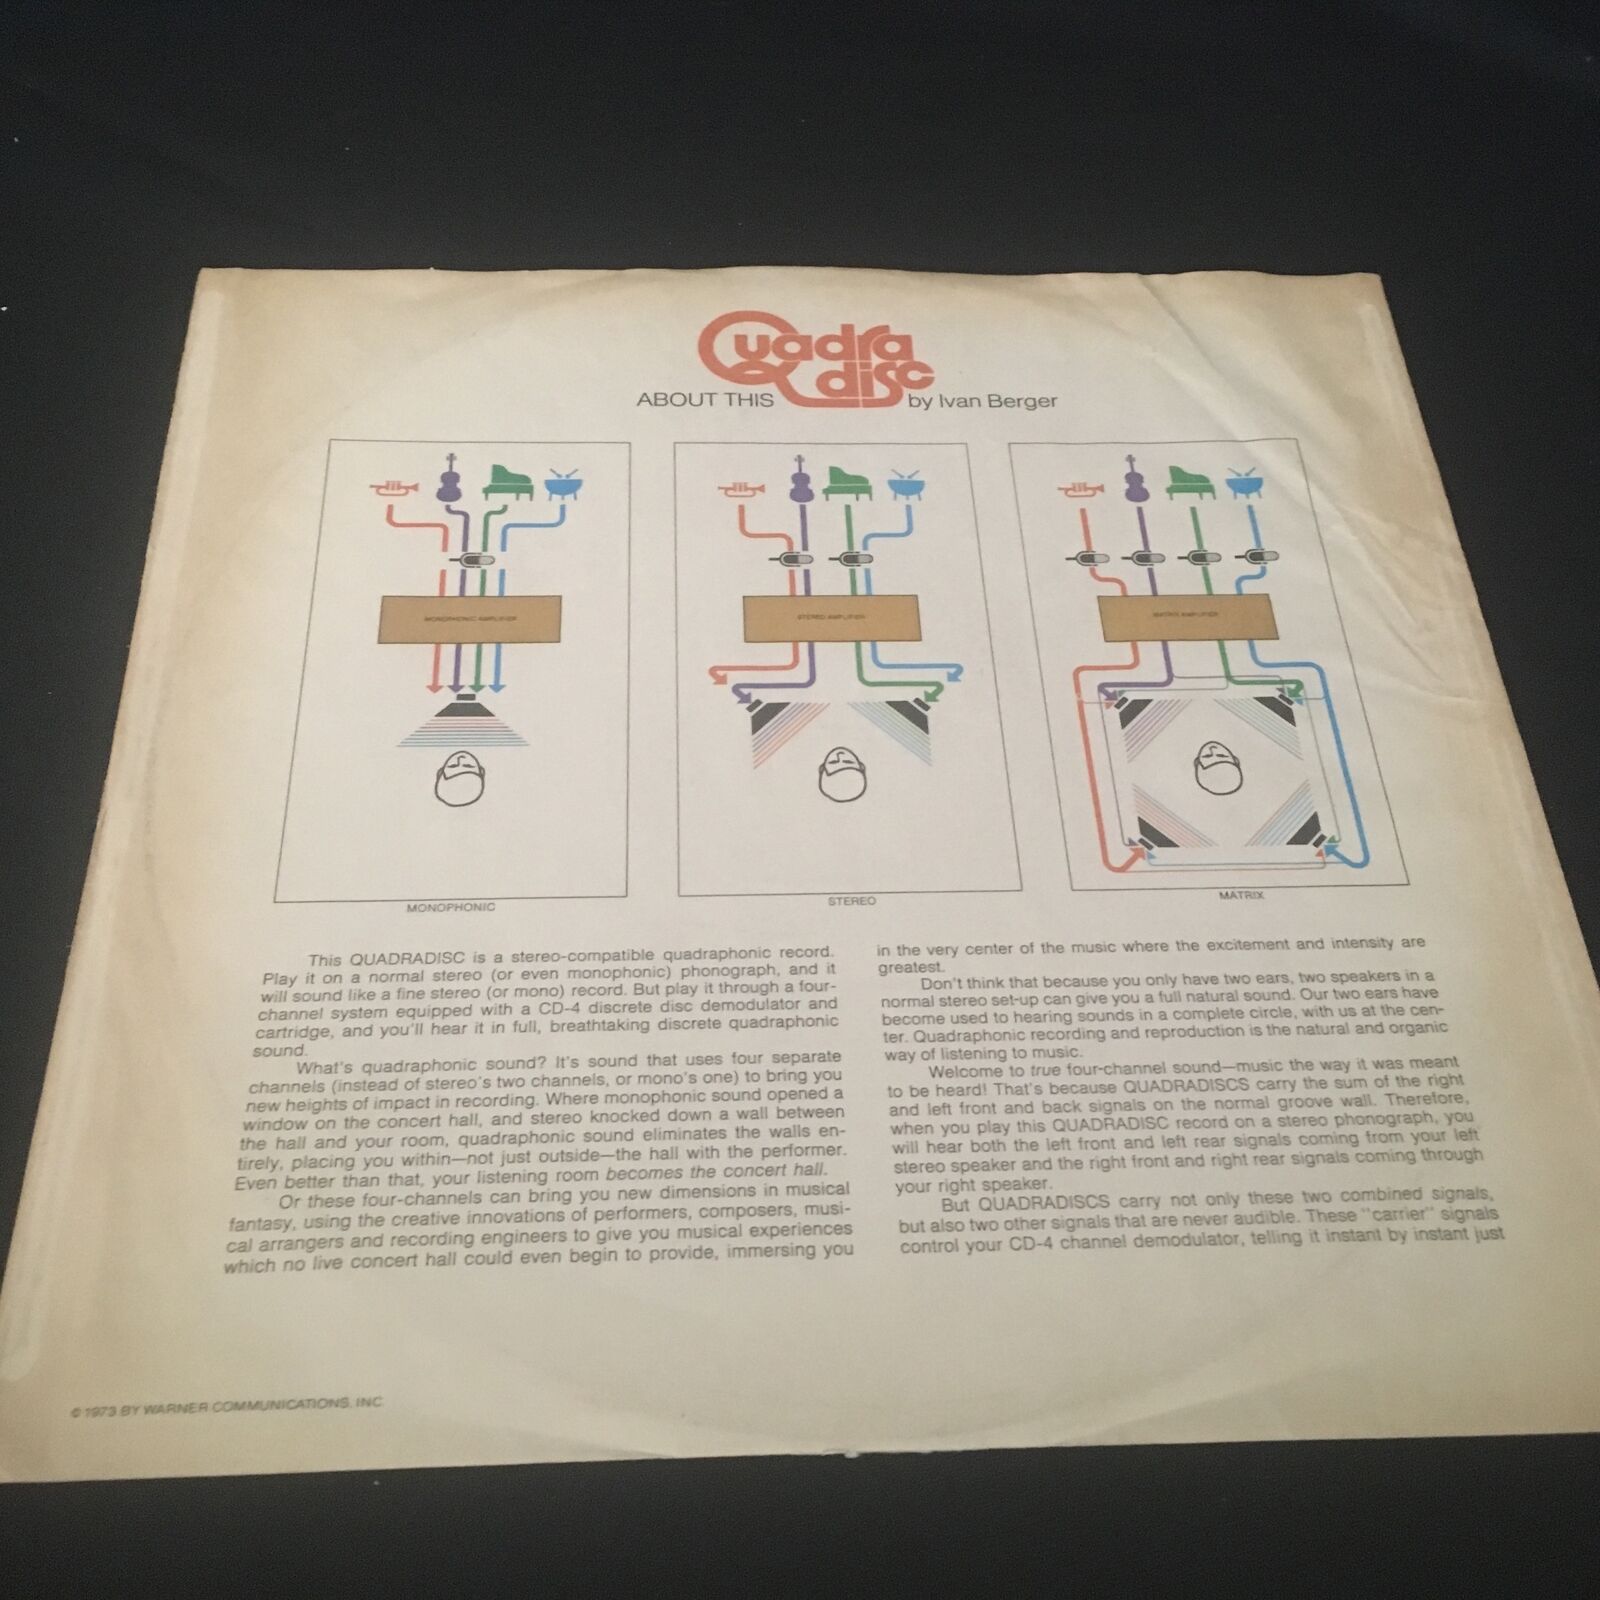 Quadra
disc
ABOUT THIS by Ivan Berger
MONOPHONIC AMPLIFIER
STEREO AMPLIFIER
MATRIX AMPLIFIER
MONOPHONIC
STEREO
MATRIX
This QUADRADISC is a stereo-compatible quadraphonic record.
Play it on a normal stereo (or even monophonic) phonograph, and it
will sound like a fine stereo (or mono) record. But play it through a four-
channel system equipped with a CD-4 discrete disc demodulator and
cartridge, and you'll hear it in full, breathtaking discrete quadraphonic
sound.
What's quadraphonic sound? It's sound that uses four separate
channels (instead of stereo's two channels, or mono's one) to bring you
new heights of impact in recording. Where monophonic sound opened a
window on the concert hall, and stereo knocked down a wall between
the hall and your room, quadraphonic sound eliminates the walls en-
tirely, placing you within—not just outside—the hall with the performer.
Even better than that, your listening room becomes the concert hall.
Or these four-channels can bring you new dimensions in musical
fantasy, using the creative innovations of performers, composers, musi-
cal arrangers and recording engineers to give you musical experiences
which no live concert hall could even begin to provide, immersing you
in the very center of the music where the excitement and intensity are
greatest.
Don't think that because you only have two ears, two speakers in a
normal stereo set-up can give you a full natural sound. Our two ears have
become used to hearing sounds in a complete circle, with us at the cen-
ter. Quadraphonic recording and reproduction is the natural and organic
way of listening to music.
Welcome to true four-channel sound—music the way it was meant
to be heard! That's because QUADRADISCS carry the sum of the right
and left front and back signals on the normal groove wall. Therefore,
when you play this QUADRADISC record on a stereo phonograph, you
will hear both the left front and left rear signals coming from your left
stereo speaker and the right front and right rear signals coming through
your right speaker.
But QUADRADISCS carry not only these two combined signals,
but also two other signals that are never audible. These "carrier" signals
control your CD-4 channel demodulator, telling it instant by instant just
© 1973 BY WARNER COMMUNICATIONS, INC.